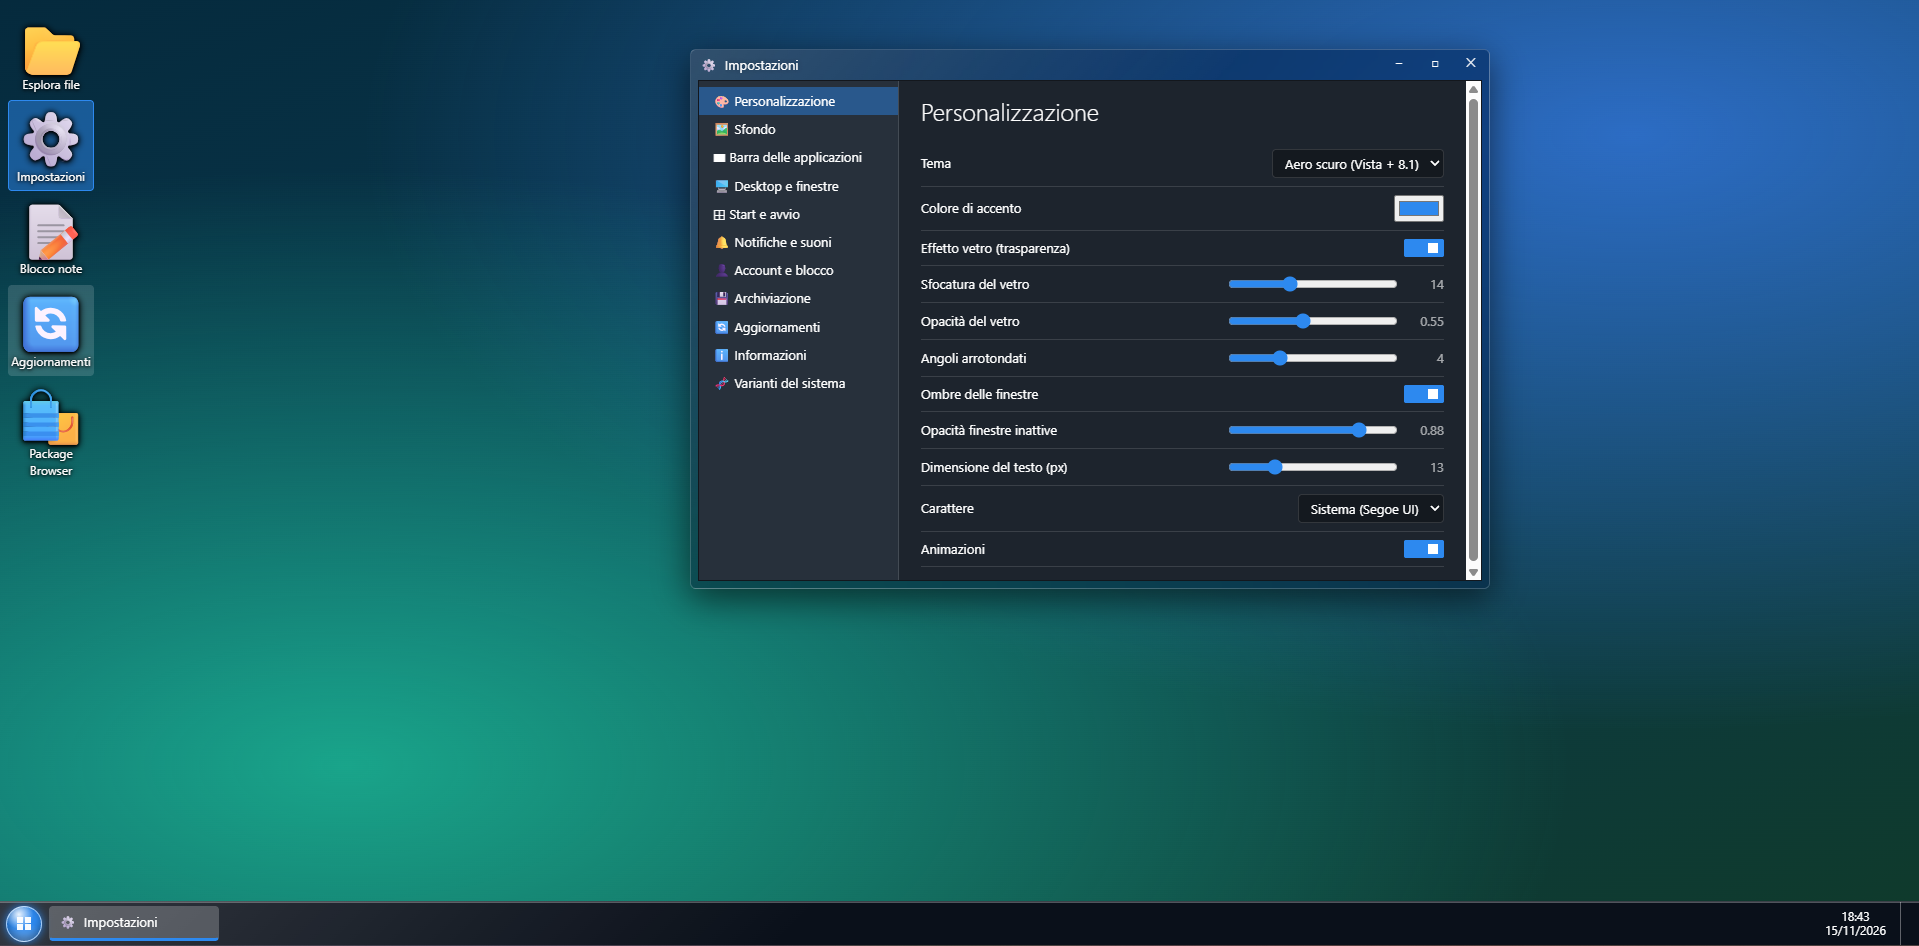 Esplora file
Impostazioni
Blocco note
Aggiornamenti
Package
Browser
Impostazioni
Personalizzazione
Sfondo
Barra delle applicazioni
Desktop e finestre
Start e avvio
Notifiche e suoni
Account e blocco
Archiviazione
Aggiornamenti
Informazioni
Varianti del sistema
Personalizzazione
Tema Aero scuro (Vista + 8.1)
Colore di accento
Effetto vetro (trasparenza)
Sfocatura del vetro 14
Opacità del vetro 0.55
Angoli arrotondati 4
Ombre delle finestre
Opacità finestre inattive 0.88
Dimensione del testo (px) 13
Carattere Sistema (Segoe UI)
Animazioni
Impostazioni
18:43
15/11/2026